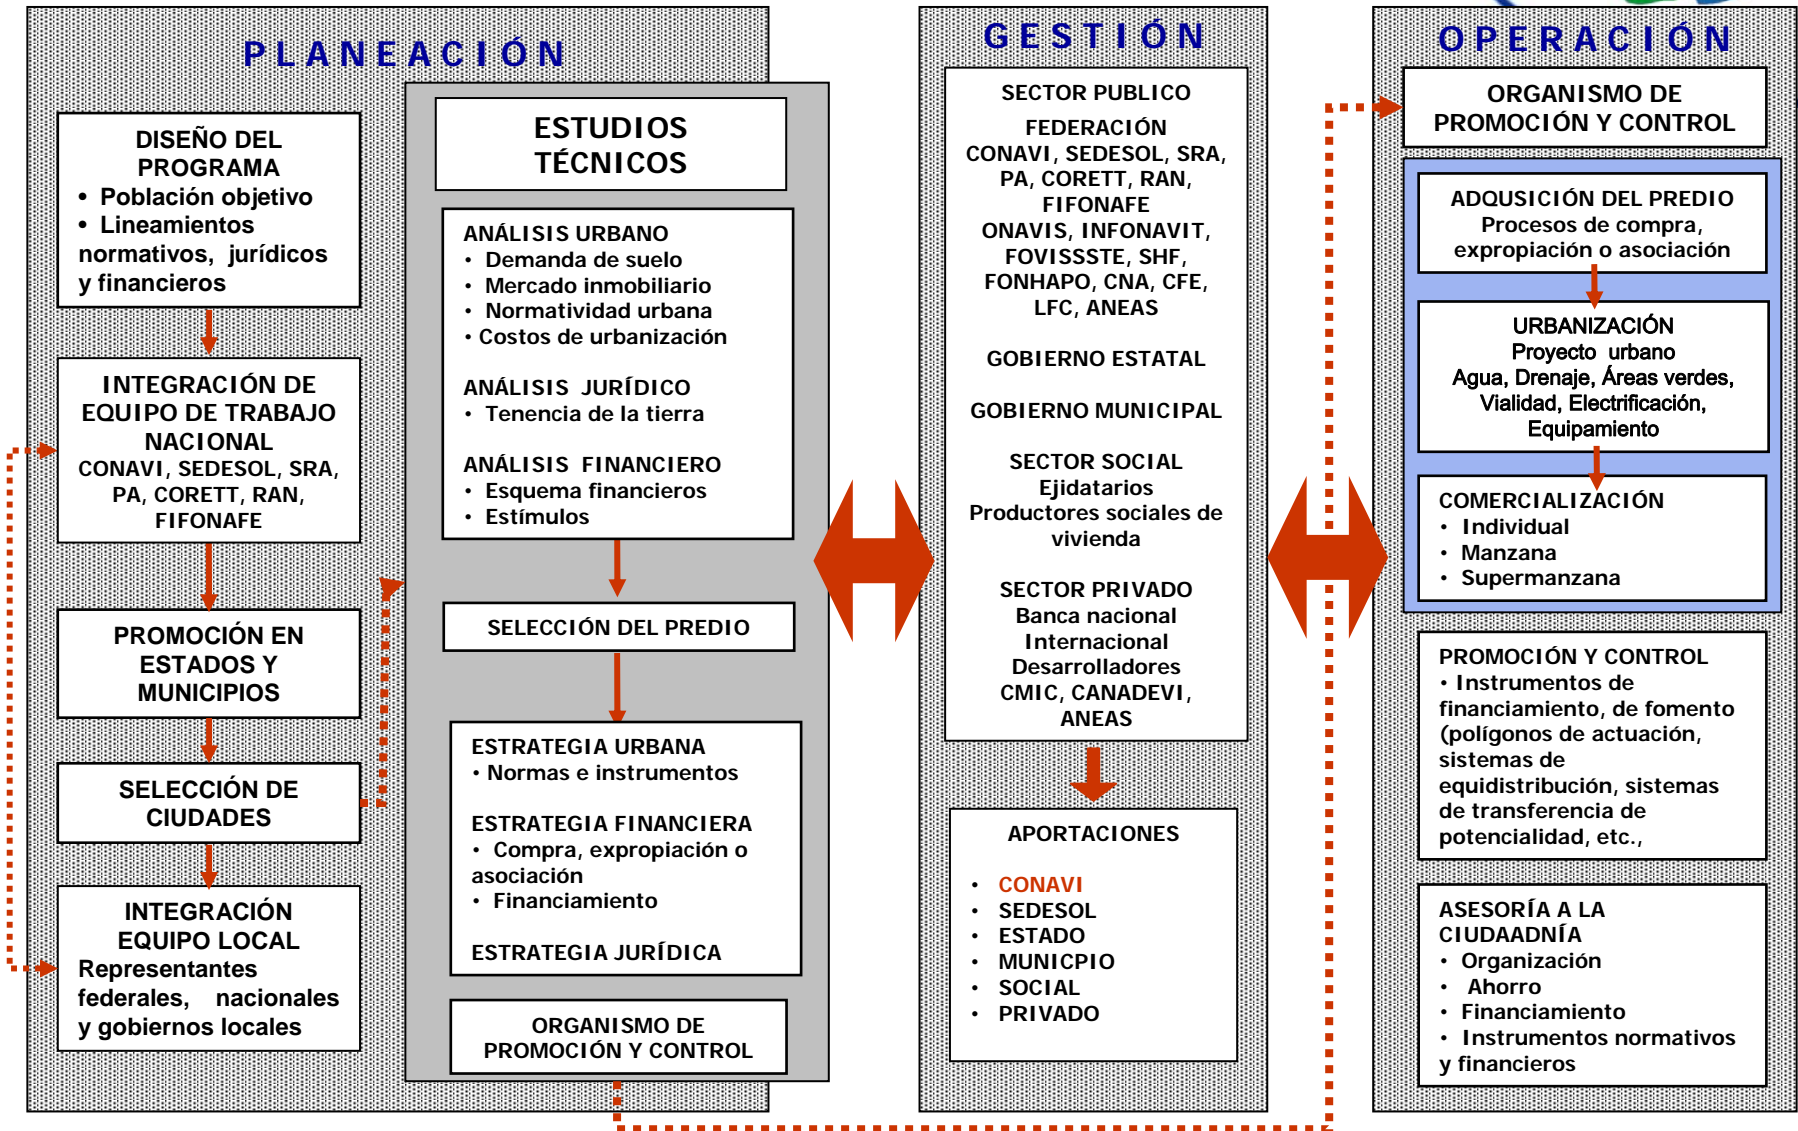 PLANEACIÓN
DISEÑO DEL
PROGRAMA
• Población objetivo
• Lineamientos
normativos, jurídicos
y financieros
INTEGRACIÓN DE
EQUIPO DE TRABAJO
NACIONAL
CONAVI, SEDESOL, SRA,
PA, CORETT, RAN,
FIFONAFE
PROMOCIÓN EN
ESTADOS Y
MUNICIPIOS
SELECCIÓN DE
CIUDADES
INTEGRACIÓN
EQUIPO LOCAL
Representantes
federales, nacionales
y gobiernos locales
ESTUDIOS
TÉCNICOS
ANÁLISIS URBANO
• Demanda de suelo
• Mercado inmobiliario
• Normatividad urbana
• Costos de urbanización
ANÁLISIS JURÍDICO
• Tenencia de la tierra
ANÁLISIS FINANCIERO
• Esquema financieros
• Estímulos
SELECCIÓN DEL PREDIO
ESTRATEGIA URBANA
• Normas e instrumentos
ESTRATEGIA FINANCIERA
• Compra, expropiación o
asociación
• Financiamiento
ESTRATEGIA JURÍDICA
ORGANISMO DE
PROMOCIÓN Y CONTROL
GESTIÓN
SECTOR PUBLICO
FEDERACIÓN
CONAVI, SEDESOL, SRA,
PA, CORETT, RAN,
FIFONAFE
ONAVIS, INFONAVIT,
FOVISSSTE, SHF,
FONHAPO, CNA, CFE,
LFC, ANEAS
GOBIERNO ESTATAL
GOBIERNO MUNICIPAL
SECTOR SOCIAL
Ejidatarios
Productores sociales de
vivienda
SECTOR PRIVADO
Banca nacional
Internacional
Desarrolladores
CMIC, CANADEVI,
ANEAS
APORTACIONES
• CONAVI
• SEDESOL
• ESTADO
• MUNICPIO
• SOCIAL
• PRIVADO
OPERACIÓN
ORGANISMO DE
PROMOCIÓN Y CONTROL
ADQUSICIÓN DEL PREDIO
Procesos de compra,
expropiación o asociación
URBANIZACIÓN
Proyecto urbano
Agua, Drenaje, Áreas verdes,
Vialidad, Electrificación,
Equipamiento
COMERCIALIZACIÓN
• Individual
• Manzana
• Supermanzana
PROMOCIÓN Y CONTROL
• Instrumentos de
financiamiento, de fomento
(polígonos de actuación,
sistemas de
equidistribución, sistemas
de transferencia de
potencialidad, etc.,
ASESORÍA A LA
CIUDAADNÍA
• Organización
• Ahorro
• Financiamiento
• Instrumentos normativos
y financieros